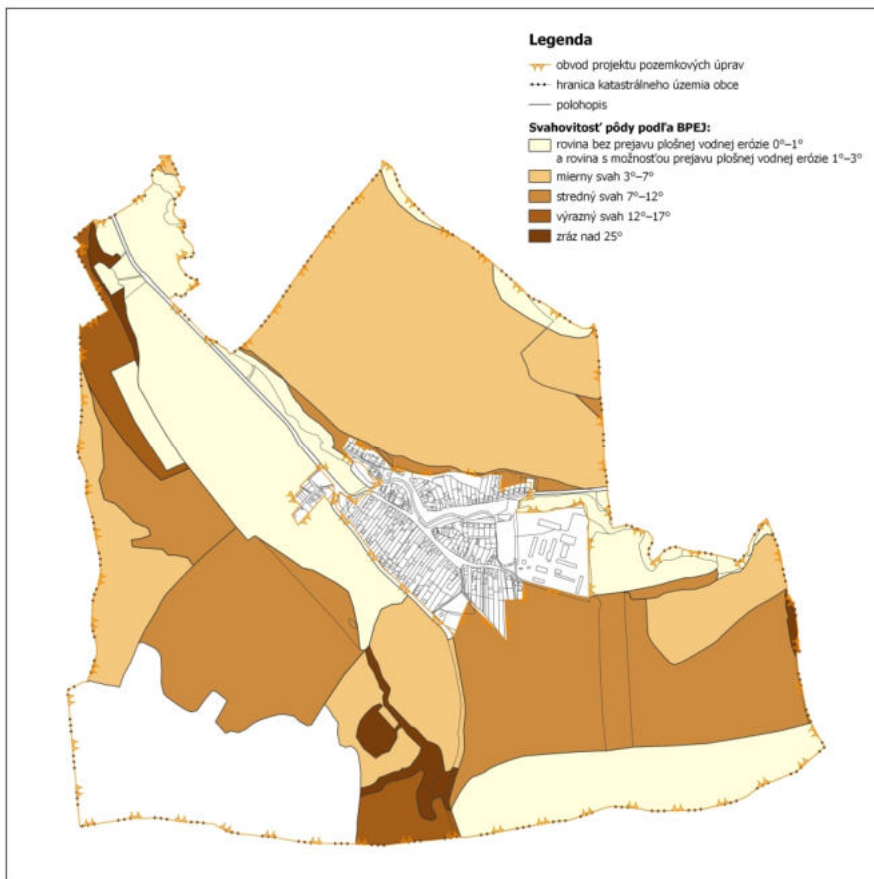 Legenda
obvod projektu pozemkových úprav
hranica katastrálneho územia obce
polohopis
Svahovitosť pôdy podľa BPEJ:
rovina bez prejavu plošnej vodnej erózie 0°–1°
a rovina s možnosťou prejavu plošnej vodnej erózie 1°–3°
mierny svah 3°–7°
stredný svah 7°–12°
výrazný svah 12°–17°
zráz nad 25°